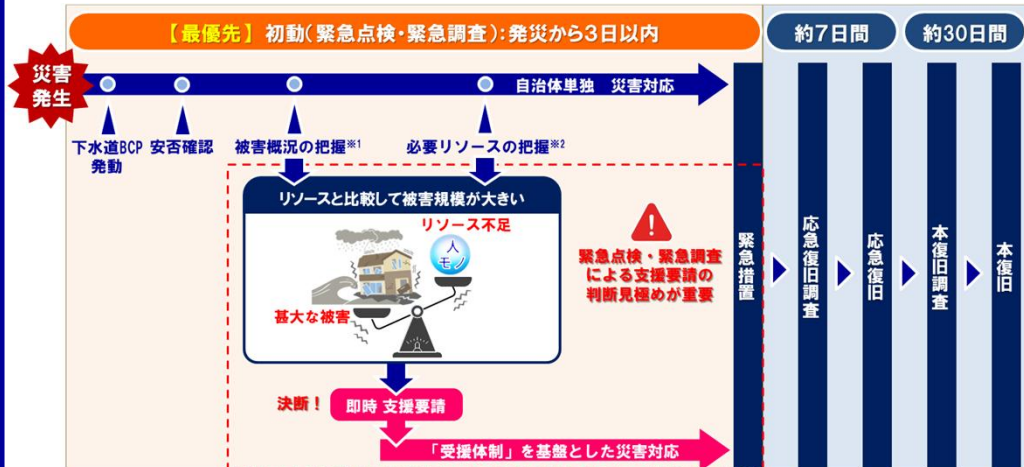 【最優先】初動(緊急点検・緊急調査):発災から3日以内
約7日間
約30日間
災害
発生
自治体単独　災害対応
下水道BCP
発動
安否確認
被害概況の把握※1
必要リソースの把握※2
リソースと比較して被害規模が大きい
リソース不足
人
モノ
甚大な被害
緊急点検・緊急調査
による支援要請の
判断見極めが重要
決断！
即時 支援要請
「受援体制」を基盤とした災害対応
緊急措置
応急復旧調査
応急復旧
本復旧調査
本復旧